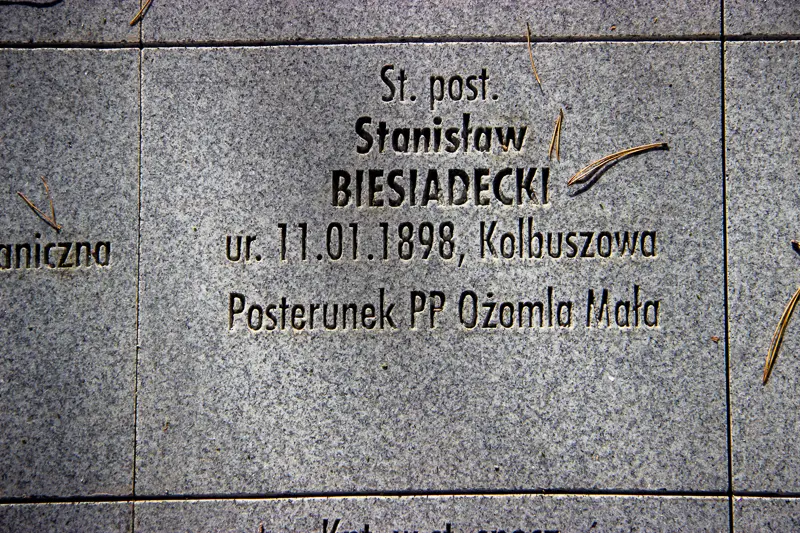 St. post.
Stanisław
BIESIADECKI
ur. 11.01.1898, Kolbuszowa
aniczna
Posterunek PP Ożomla Mała